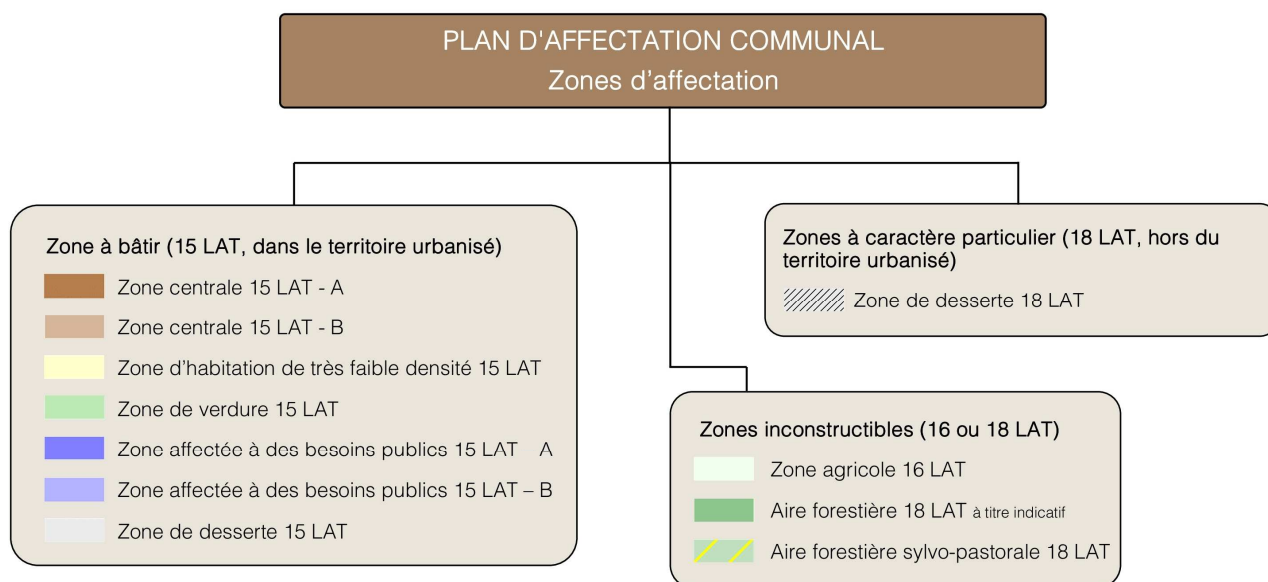 PLAN D'AFFECTATION COMMUNAL
Zones d'affectation
Zone à bâtir (15 LAT, dans le territoire urbanisé)
Zone centrale 15 LAT - A
Zone centrale 15 LAT - B
Zone d'habitation de très faible densité 15 LAT
Zone de verdure 15 LAT
Zone affectée à des besoins publics 15 LAT A
Zone affectée à des besoins publics 15 LAT – B
Zone de desserte 15 LAT
Zones à caractère particulier (18 LAT, hors du
territoire urbanisé)
Zone de desserte 18 LAT
Zones inconstructibles (16 ou 18 LAT)
Zone agricole 16 LAT
Aire forestière 18 LAT à titre indicatif
Aire forestière sylvo-pastorale 18 LAT